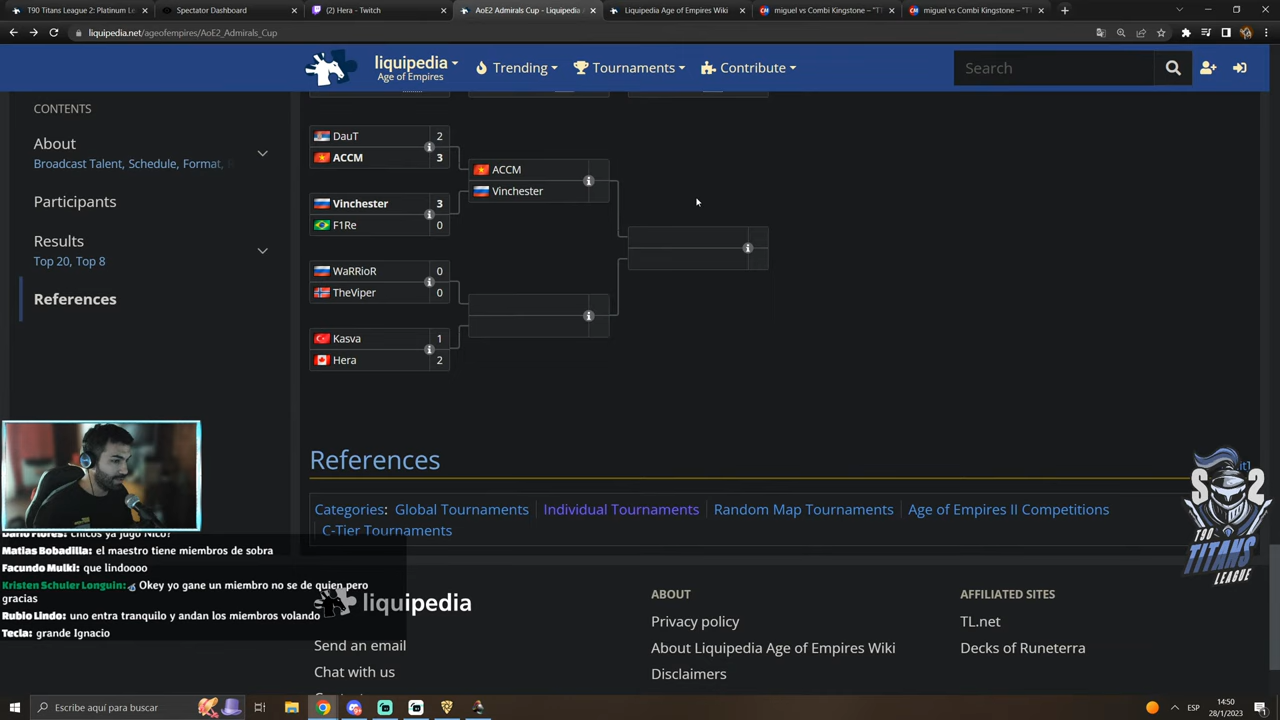 T90 Titans League 2: Platinum Le
Spectator Dashboard
(2) Hera - Twitch
AoE2 Admirals Cup - Liquipedia
Liquipedia Age of Empires Wiki
miguel vs Combi Kingstone – "T
miguel vs Combi Kingstone – "T
liquipedia.net/ageofempires/AoE2_Admirals_Cup
liquipedia
Age of Empires
Trending
Tournaments
Contribute
Search
CONTENTS
About
Broadcast Talent, Schedule, Format,
Participants
Results
Top 20, Top 8
References
DauT 2
ACCM 3
Vinchester 3
F1Re 0
WaRRioR 0
TheViper 0
Kasva 1
Hera 2
ACCM
Vinchester
References
Categories: Global Tournaments Individual Tournaments Random Map Tournaments Age of Empires II Competitions
C-Tier Tournaments
S2
T90
TITANS
LEAGUE
Dario Flores: chicos ya jugo Nico?
Matias Bobadilla: el maestro tiene miembros de sobra
Facundo Mulki: que lindoooo
Kristen Schuler Longuin: Okey yo gane un miembro no se de quien pero
gracias
Rubio Lindo: uno entra tranquilo y andan los miembros volando
Tecla: grande Ignacio
liquipedia
Send an email
Chat with us
ABOUT
Privacy policy
About Liquipedia Age of Empires Wiki
Disclaimers
AFFILIATED SITES
TL.net
Decks of Runeterra
Escribe aquí para buscar
ESP
14:50
28/1/2023